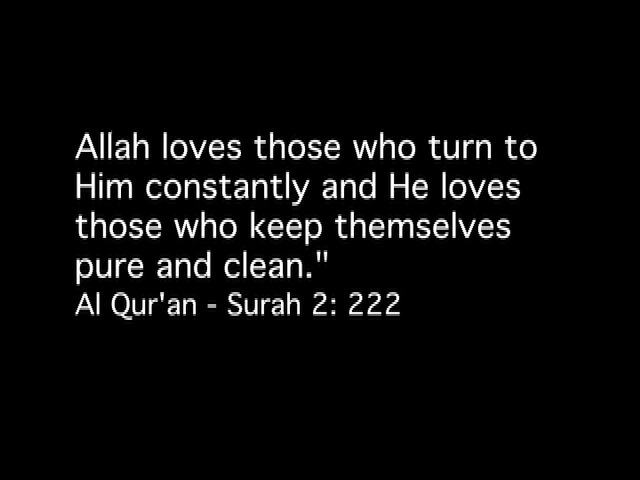 Allah loves those who turn to
Him constantly and He loves
those who keep themselves
pure and clean."
Al Qur'an - Surah 2: 222